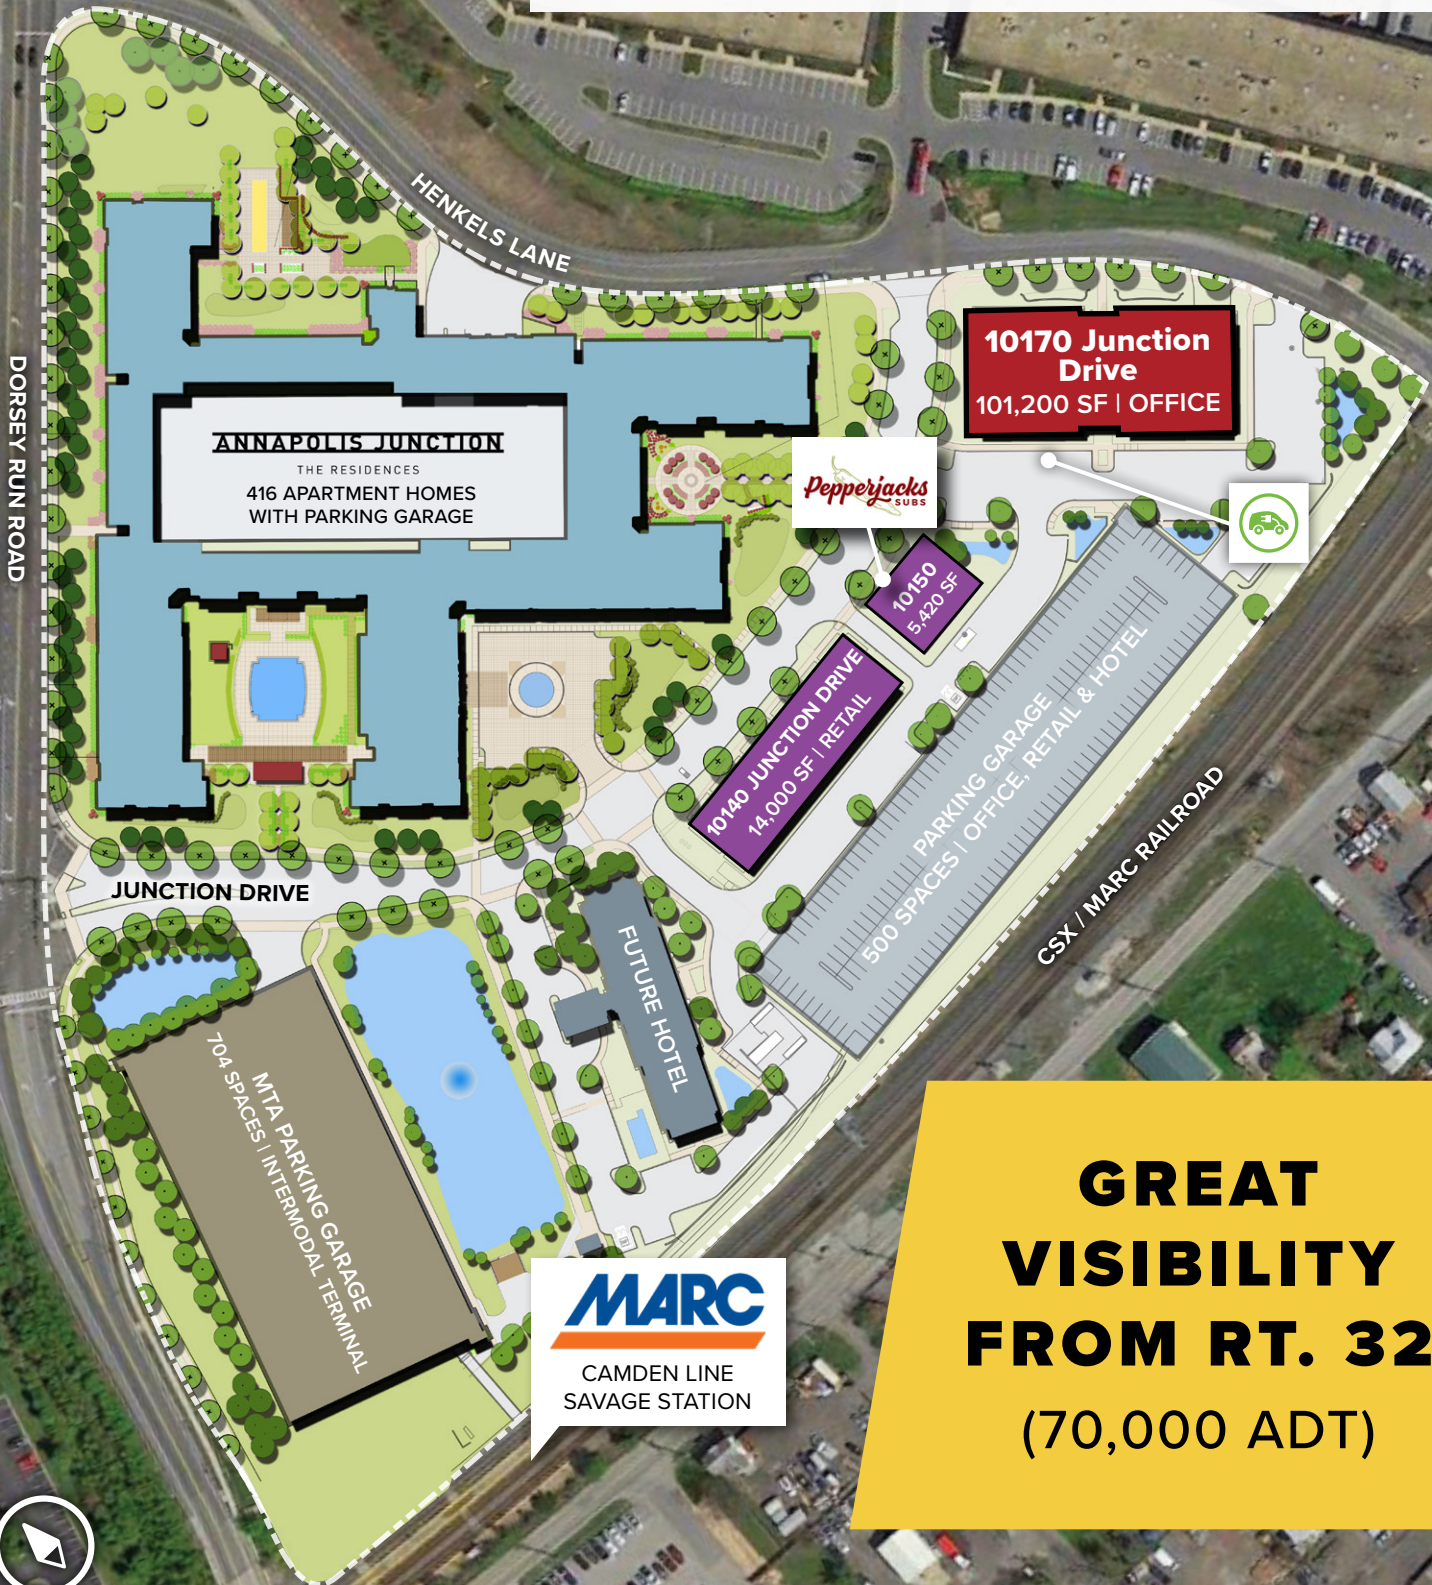 HENKELS LANE
DORSEY RUN ROAD
10170 Junction
Drive
101,200 SF | OFFICE
ANNAPOLIS JUNCTION
THE RESIDENCES
416 APARTMENT HOMES
WITH PARKING GARAGE
Pepperjacks
SUBS
10150
5,420 SF
10140 JUNCTION DRIVE
14,000 SF | RETAIL
PARKING GARAGE
500 SPACES | OFFICE, RETAIL & HOTEL
CSX / MARC RAILROAD
JUNCTION DRIVE
FUTURE HOTEL
MTA PARKING GARAGE
704 SPACES | INTERMODAL TERMINAL
MARC
CAMDEN LINE
SAVAGE STATION
GREAT
VISIBILITY
FROM RT. 32
(70,000 ADT)